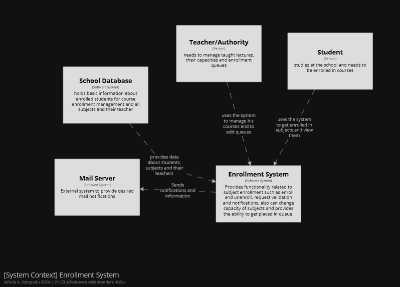 Teacher/Authority
[Person]
needs to manage taught lectures,
their capacities and enrollment
queues
Student
[Person]
studies at the school and needs to
be enrolled in courses
School Database
[Software System]
holds basic information about
enrolled students for course
enrollment management and all
subjects and their teacher
uses the system
to manage his
courses and to
edit queues
uses the system
to get enrolled in
subjects and view
them
provides data
about students,
subjects and their
teachers
Mail Server
[Software System]
External system to provide desired
mail notifications
Sends
notifications and
information
Enrollment System
[Software System]
Provides functionality related to
subject enrollment such as enroll
and unenroll, request validation
and notifications, also can change
capacity of subjects and provides
the ability to get placed in queue
[System Context] Enrollment System